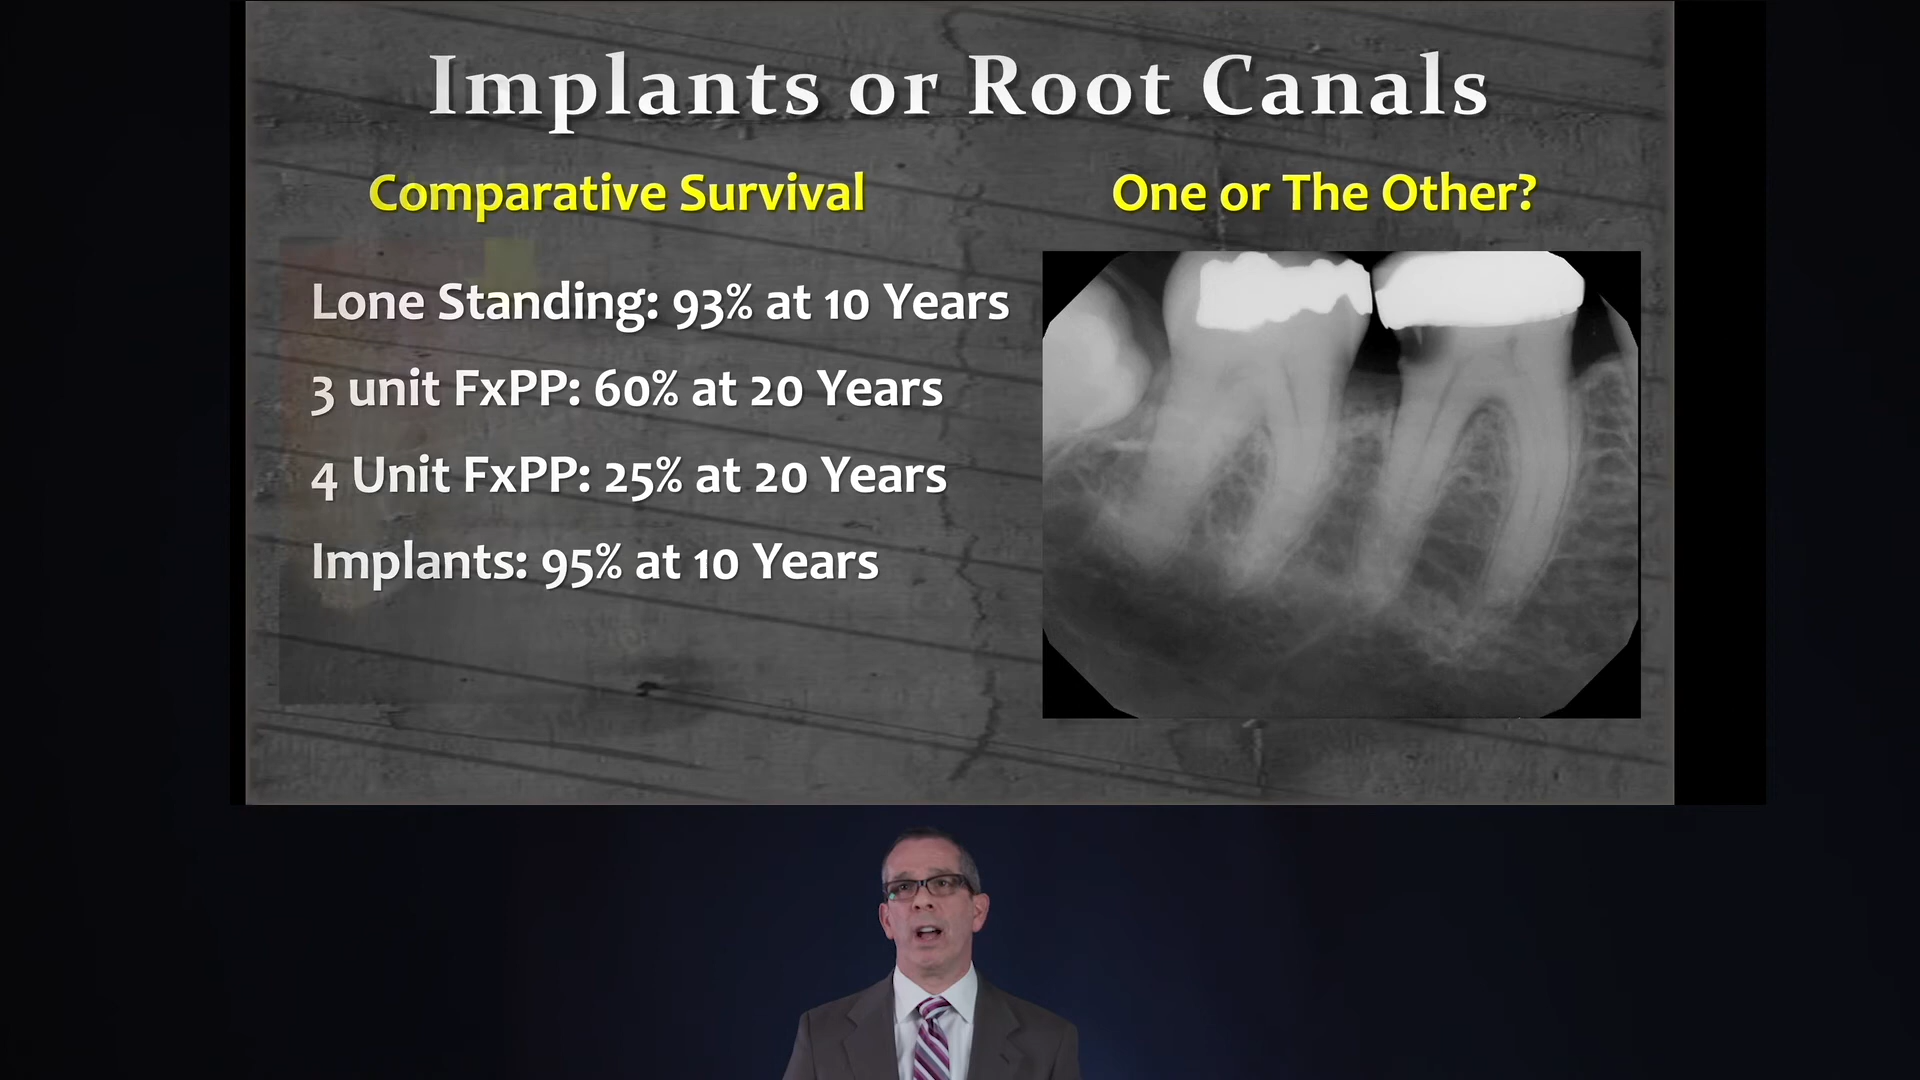 Implants or Root Canals
Comparative Survival
One or The Other?
Lone Standing: 93% at 10 Years
3 unit FxPP: 60% at 20 Years
4 Unit FxPP: 25% at 20 Years
Implants: 95% at 10 Years